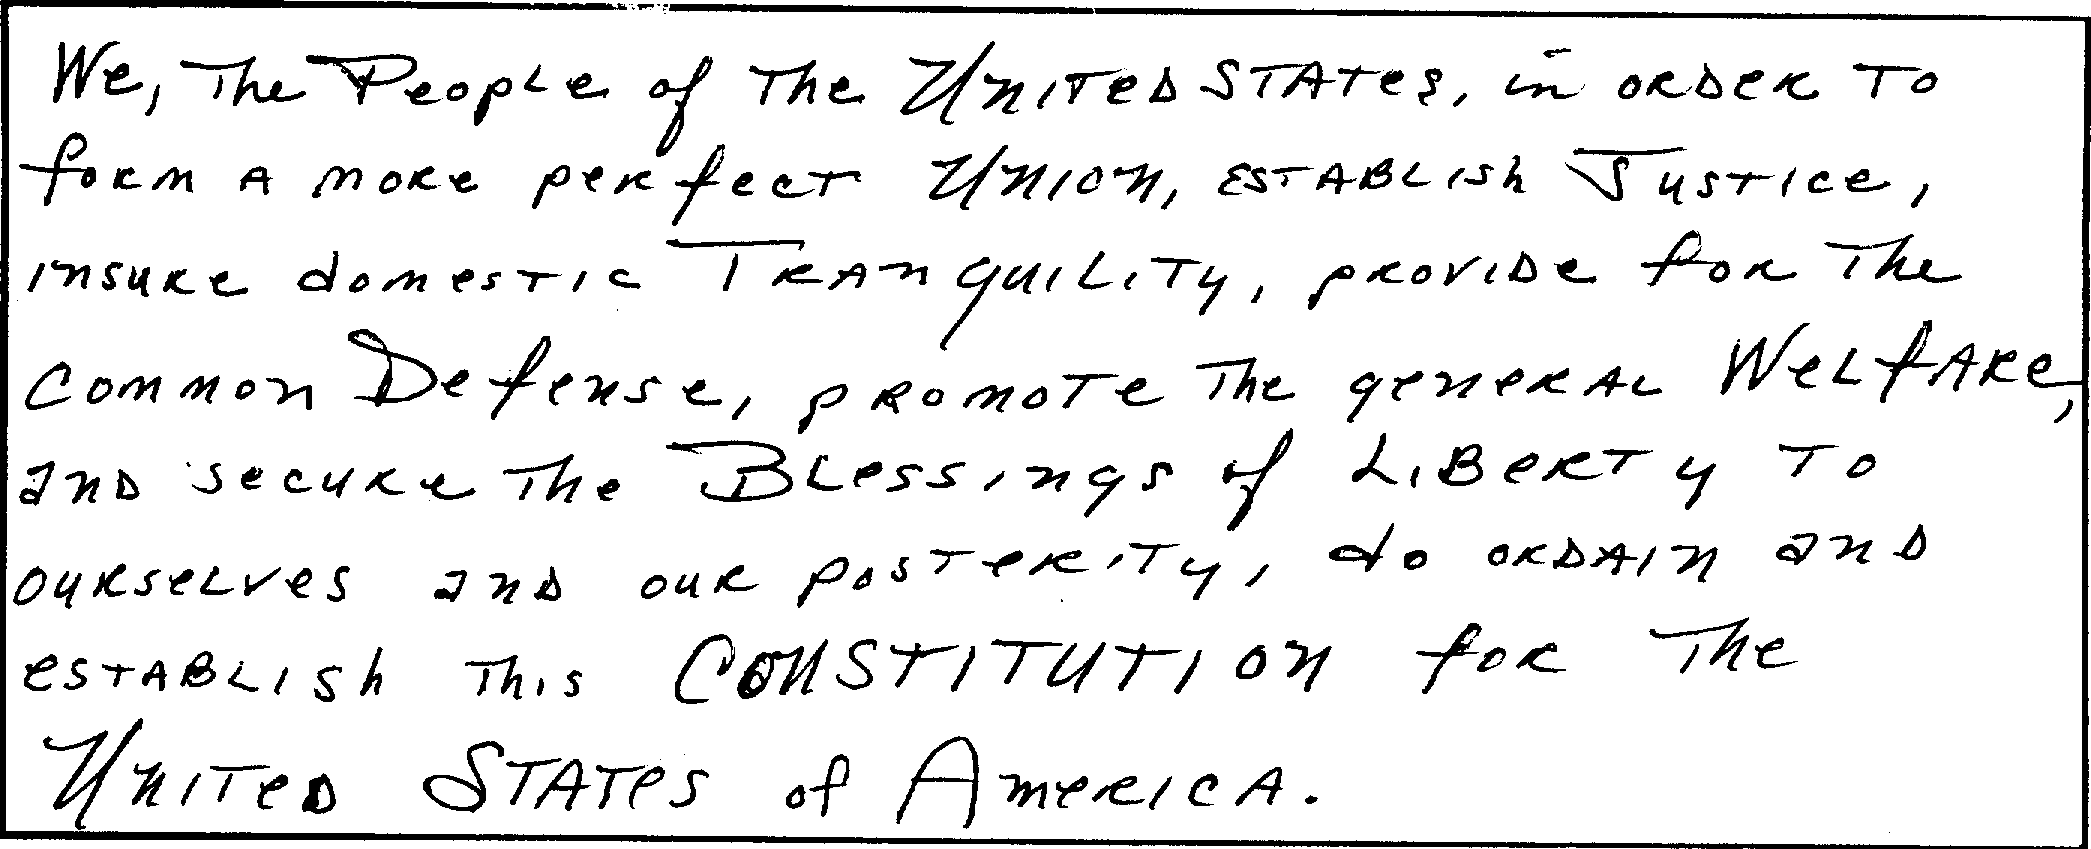 We, The People of The United States, in order to
form a more perfect Union, establish Justice,
insure domestic Tranquility, provide for The
Common Defense, promote The general Welfare,
and secure The Blessings of Liberty to
ourselves and our posterity, do ordain and
establish This Constitution for The
United States of America.